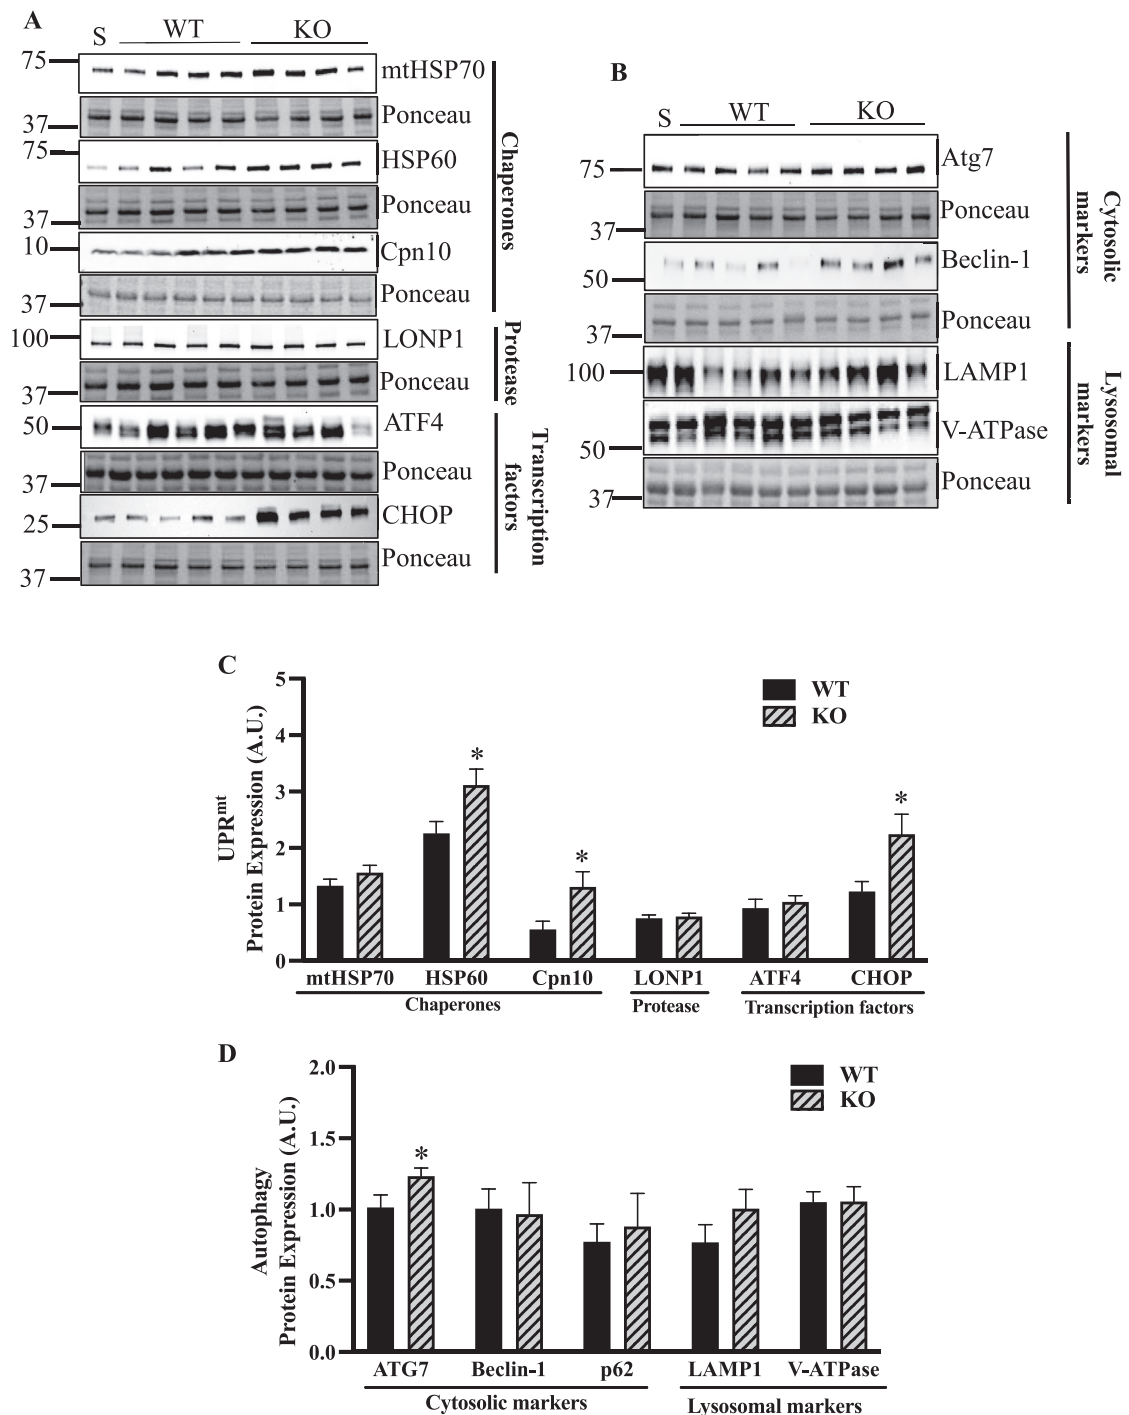 A
S WT KO
75
mtHSP70
37
Ponceau
75
HSP60
37
Ponceau
10
Cpn10
37
Ponceau
Chaperones
100
LONP1
37
Ponceau
Protease
50
ATF4
37
Ponceau
25
CHOP
37
Ponceau
Transcription
factors
B
S WT KO
75
Atg7
37
Ponceau
50
Beclin-1
37
Ponceau
Cytosolic
markers
100
LAMP1
50
V-ATPase
37
Ponceau
Lysosomal
markers
C
UPRmt
Protein Expression (A.U.)
5
4
3
2
1
0
WT
KO
*
*
*
mtHSP70 HSP60 Cpn10 LONP1 ATF4 CHOP
Chaperones Protease Transcription factors
D
Autophagy
Protein Expression (A.U.)
2.0
1.5
1.0
0.5
0.0
WT
KO
*
ATG7 Beclin-1 p62 LAMP1 V-ATPase
Cytosolic markers Lysosomal markers